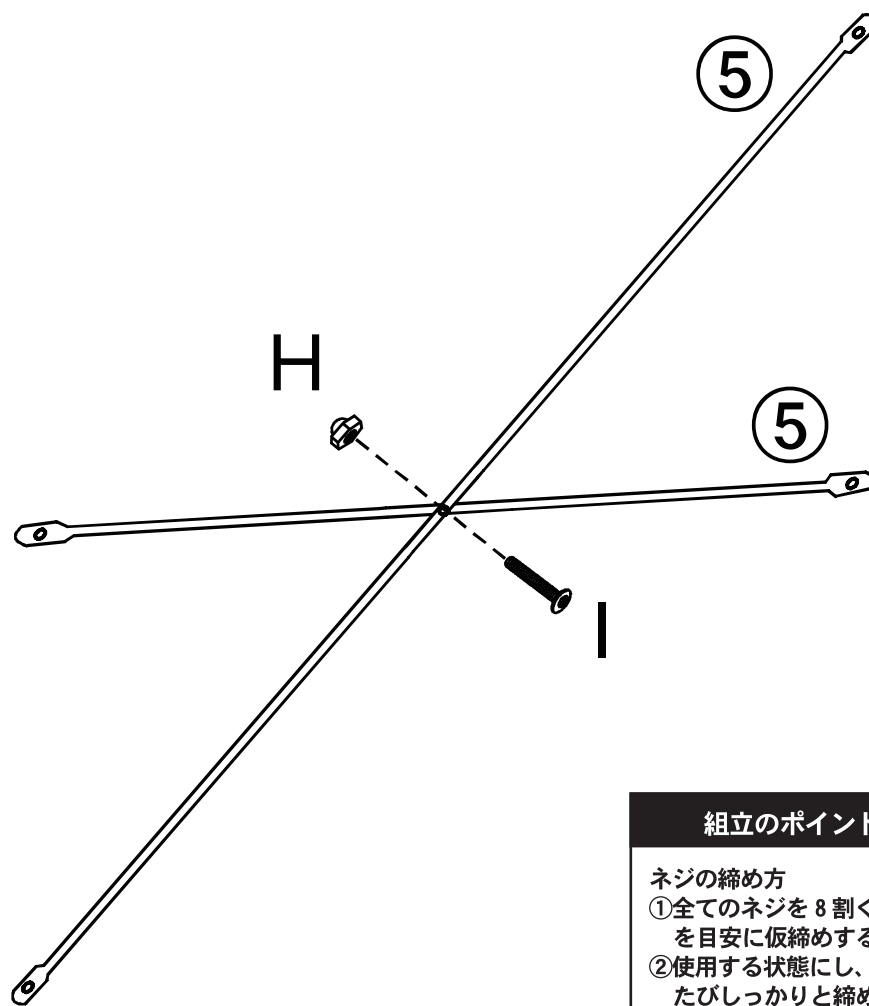 ⑤
H
⑤
I
組立のポイント
ネジの締め方
①全てのネジを8割く
を目安に仮締めする
②使用する状態にし、
たびしっかりと締め